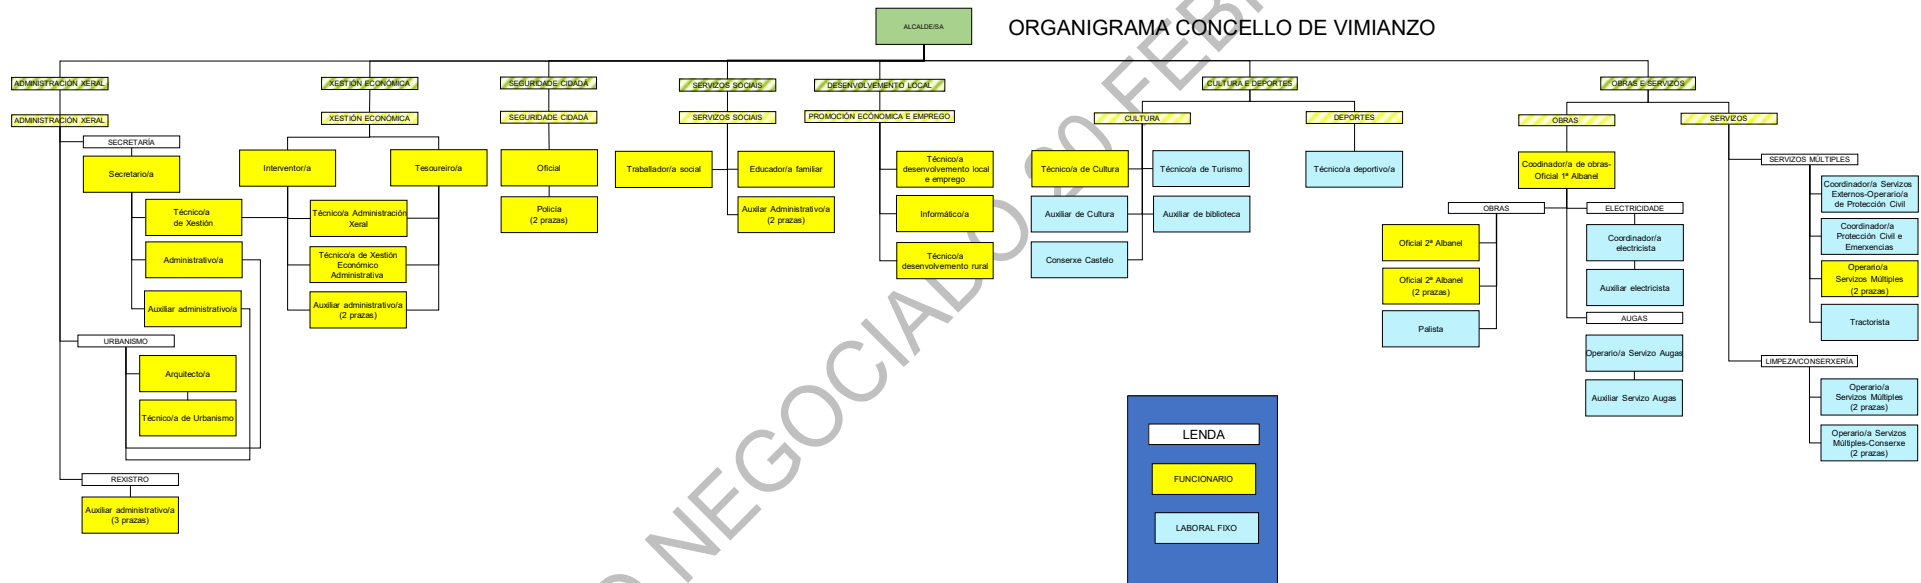 ALCALDE/SA
ORGANIGRAMA CONCELLO DE VIMIANZO
ADMINISTRACIÓN XERAL
XESTIÓN ECONÓMICA
SEGURIDADE CIDADÁ
SERVIZOS SOCIAIS
DESENVOLVEMENTO LOCAL
CULTURA E DEPORTES
OBRAS E SERVIZOS
ADMINISTRACIÓN XERAL
XESTIÓN ECONÓMICA
SEGURIDADE CIDADÁ
SERVIZOS SOCIAIS
PROMOCIÓN ECÓNOMICA E EMPREGO
CULTURA
DEPORTES
OBRAS
SERVIZOS
SECRETARÍA
Secretario/a
Técnico/a
de Xestión
Administrativo/a
Auxiliar administrativo/a
URBANISMO
Arquitecto/a
Técnico/a de Urbanismo
REXISTRO
Auxiliar administrativo/a
(3 prazas)
Interventor/a
Tesoureiro/a
Técnico/a Administración
Xeral
Técnico/a de Xestión
Económico
Administrativa
Auxiliar administrativo/a
(2 prazas)
Oficial
Policía
(2 prazas)
Traballador/a social
Educador/a familiar
Auxliar Administrativo/a
(2 prazas)
Técnico/a
desenvolvemento local
e emprego
Informático/a
Técnico/a
desenvolvemento rural
Técnico/a de Cultura
Técnico/a de Turismo
Auxiliar de Cultura
Auxiliar de biblioteca
Conserxe Castelo
Técnico/a deportivo/a
Coodinador/a de obras-
Oficial 1ª Albanel
OBRAS
Oficial 2ª Albanel
Oficial 2ª Albanel
(2 prazas)
Palista
ELECTRICIDADE
Coordinador/a
electricista
Auxiliar electricista
AUGAS
Operario/a Servizo Augas
Auxiliar Servizo Augas
SERVIZOS MÚLTIPLES
Coordinador/a Servizos
Externos-Operario/a
de Protección Civil
Coordinador/a
Protección Civil e
Emerxencias
Operario/a
Servizos Múltiples
(2 prazas)
Tractorista
LIMPEZA/CONSERXERÍA
Operario/a
Servizos Múltiples
(2 prazas)
Operario/a Servizos
Múltiples-Conserxe
(2 prazas)
LENDA
FUNCIONARIO
LABORAL FIXO
NEGOCIADO 20 FEB